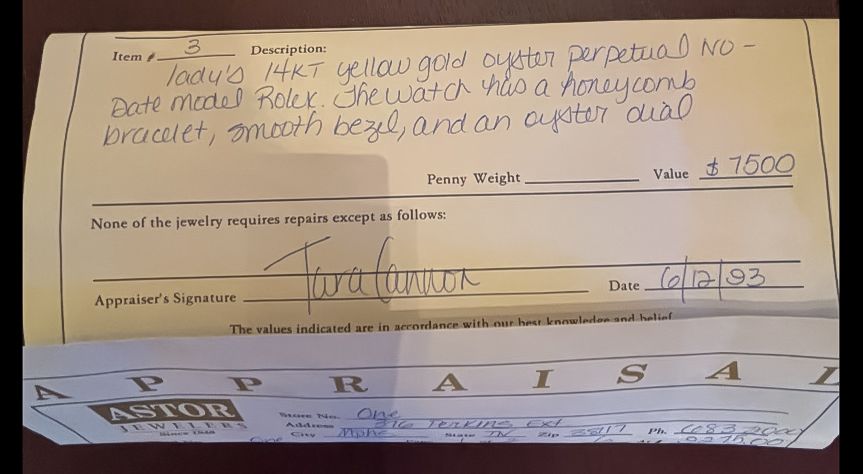 Item # 3 Description:
lady's 14KT yellow gold oyster perpetual NO-
Date model Rolex. The watch has a honeycomb
bracelet, smooth bezel, and an oyster dial
Penny Weight Value $ 7500
None of the jewelry requires repairs except as follows:
Appraiser's Signature Tara Cannon Date 6/12/93
The values indicated are in accordance with our best knowledge and belief
APPRAISAL
ASTOR
JEWELERS
Store No. One
Address Perkins Ext
City State TN Zip 38117 Ph.